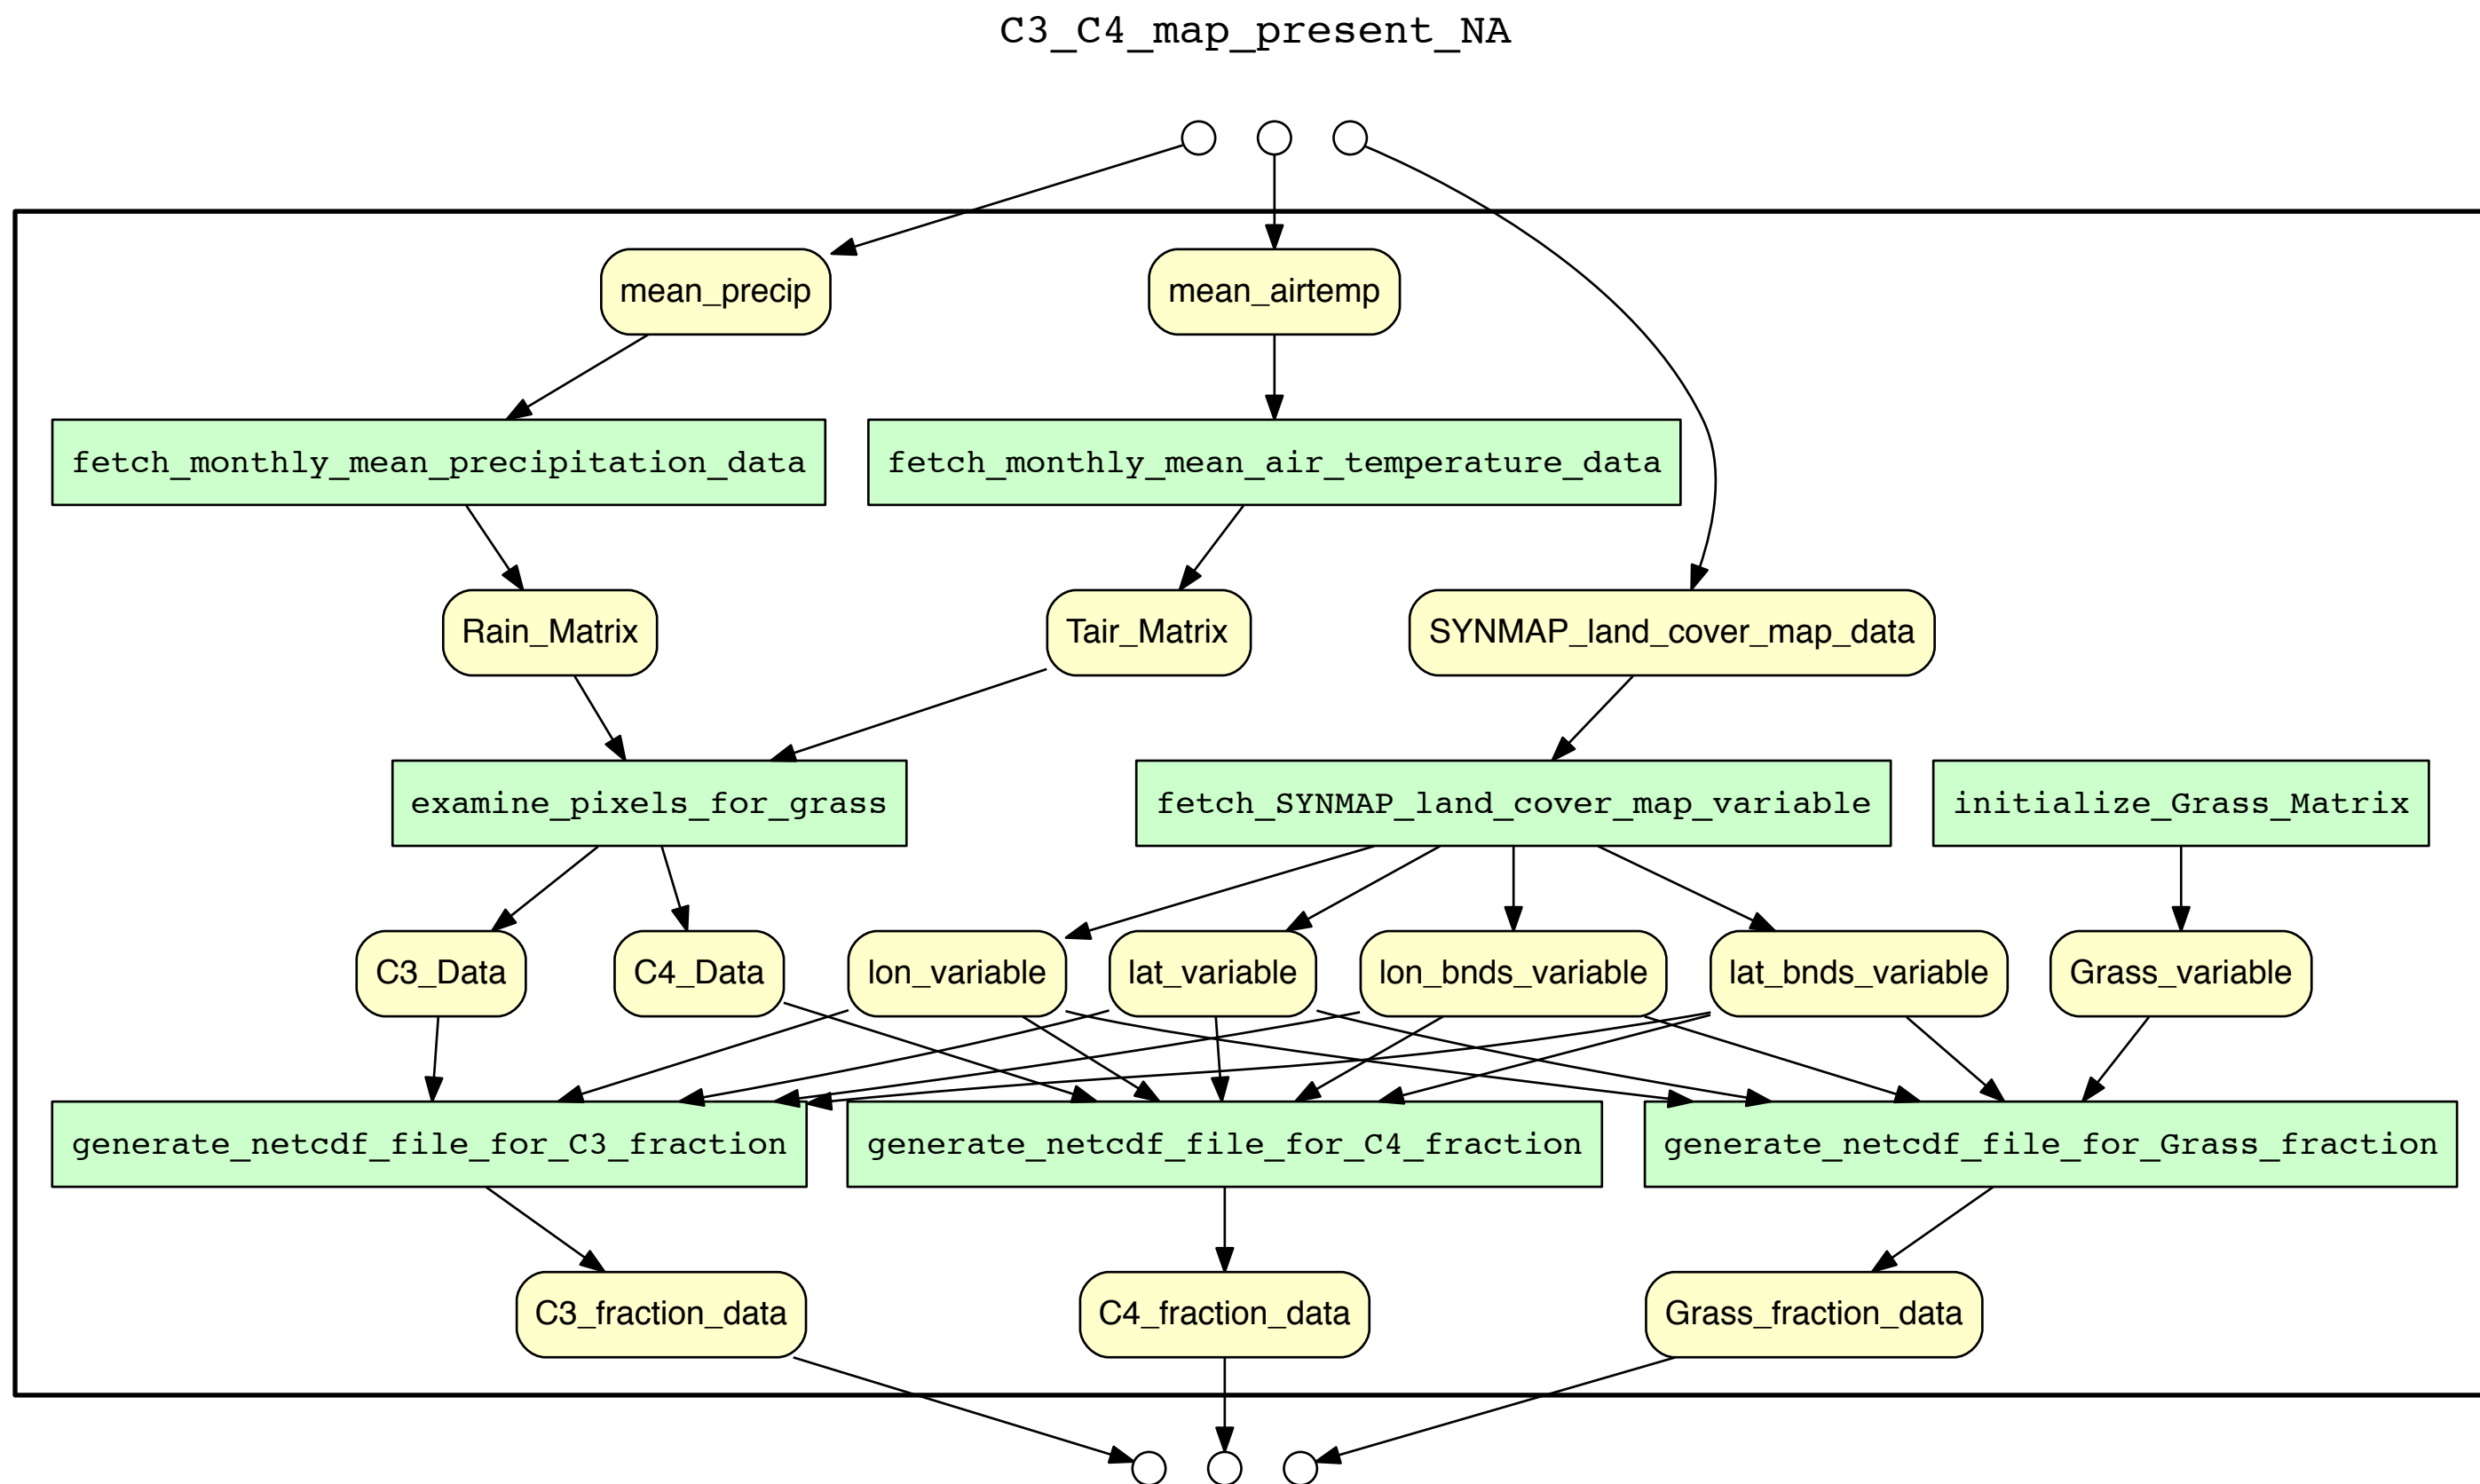 C3_C4_map_present_NA
mean_precip
mean_airtemp
fetch_monthly_mean_precipitation_data
fetch_monthly_mean_air_temperature_data
Rain_Matrix
Tair_Matrix
SYNMAP_land_cover_map_data
examine_pixels_for_grass
fetch_SYNMAP_land_cover_map_variable
initialize_Grass_Matrix
C3_Data
C4_Data
lon_variable
lat_variable
lon_bnds_variable
lat_bnds_variable
Grass_variable
generate_netcdf_file_for_C3_fraction
generate_netcdf_file_for_C4_fraction
generate_netcdf_file_for_Grass_fraction
C3_fraction_data
C4_fraction_data
Grass_fraction_data